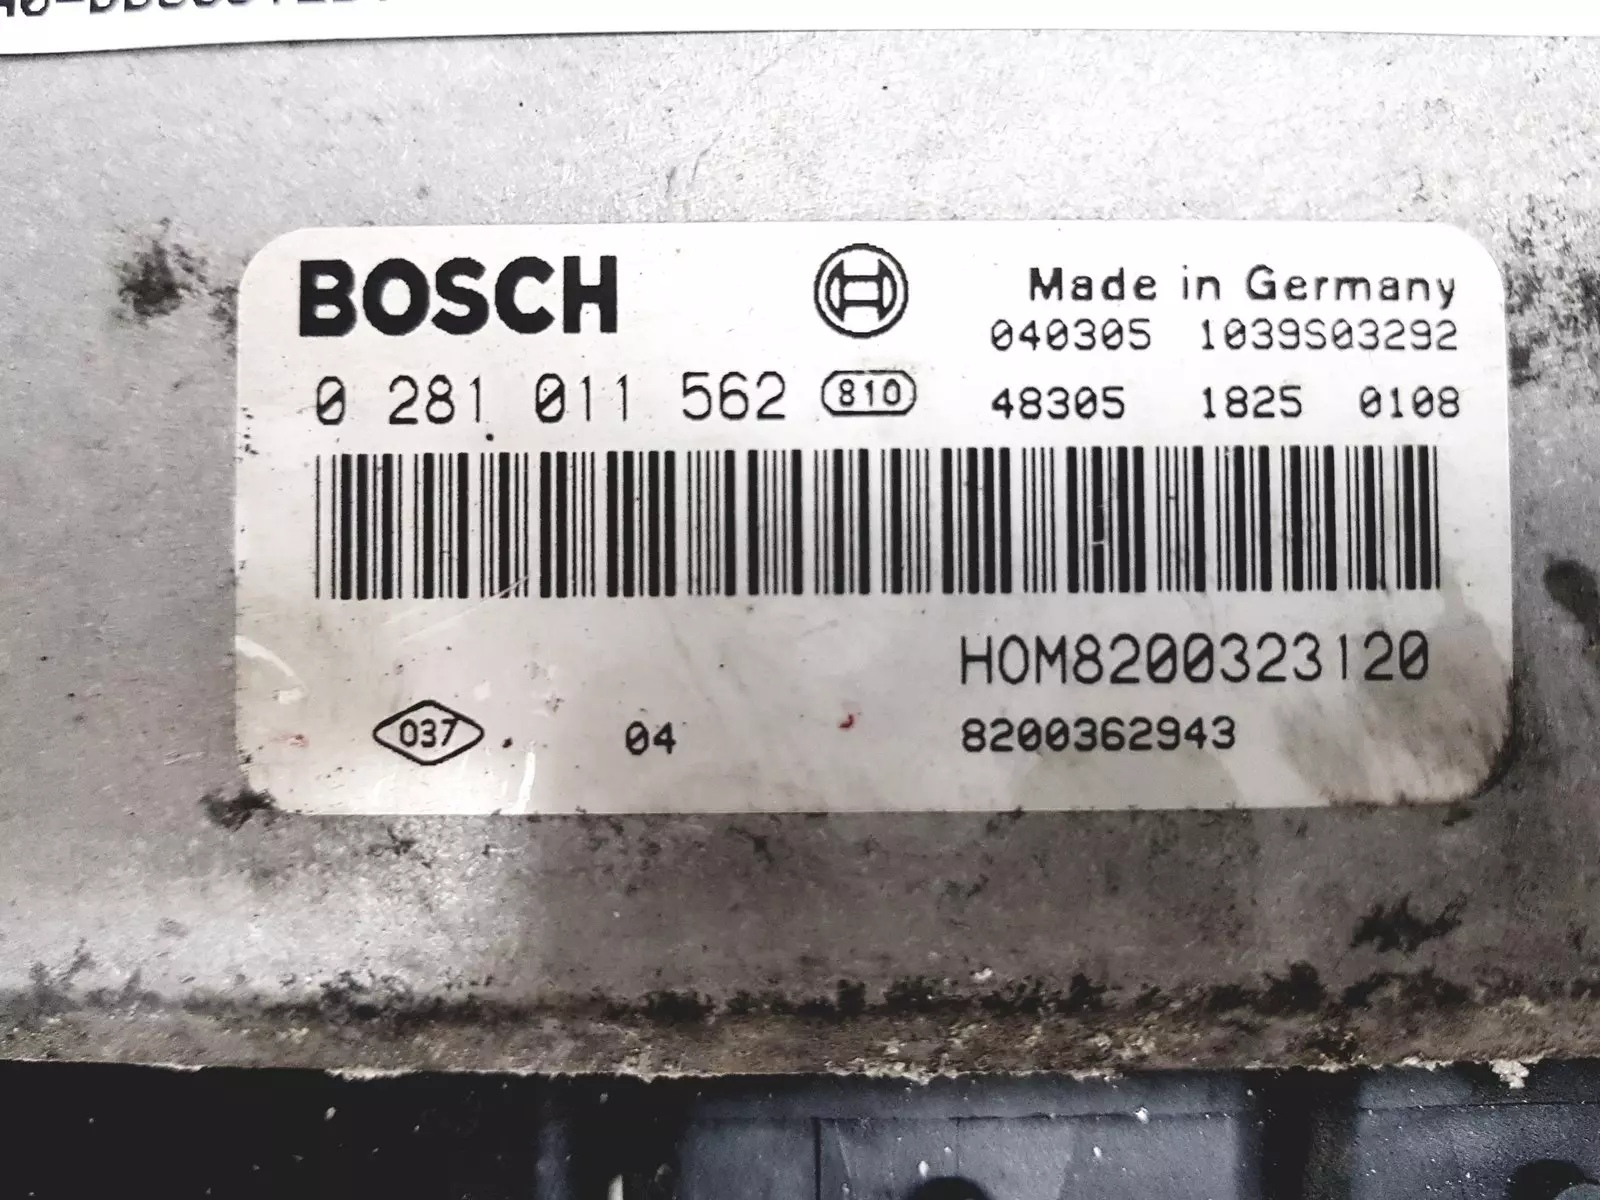 BOSCH
Made in Germany
040305 1039S03292
0 281 011 562 810
48305 1825 0108
HOM8200323120
037 04 8200362943